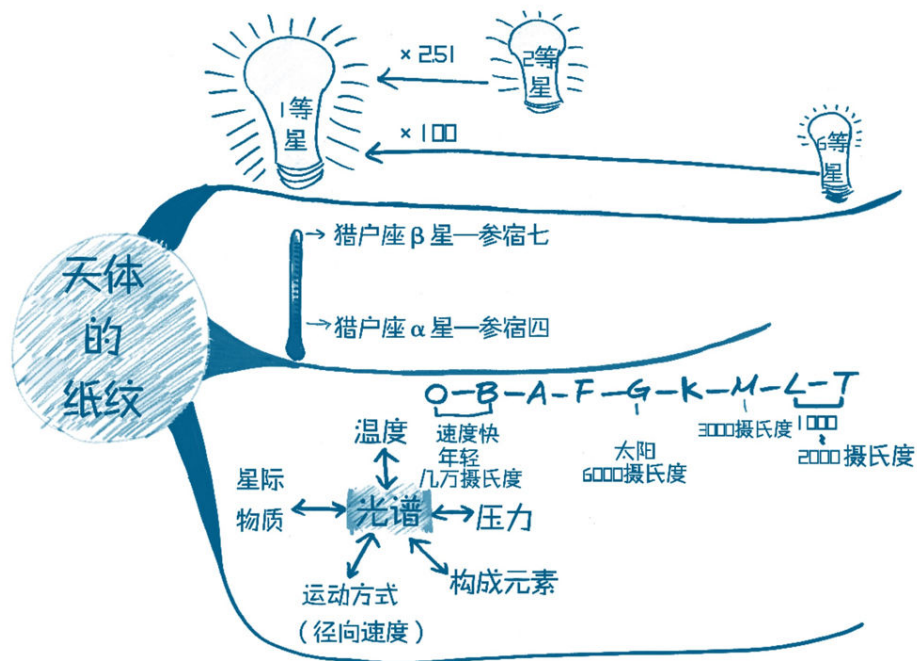 天体
的
纸纹
1等
星
×2.51
2等
星
×100
6等
星
猎户座β星—参宿七
猎户座α星—参宿四
O-B-A-F-G-K-M-L-T
速度快
年轻
几万摄氏度
太阳
6000摄氏度
3000摄氏度
1000
~
2000摄氏度
光谱
温度
星际
物质
压力
运动方式
(径向速度)
构成元素